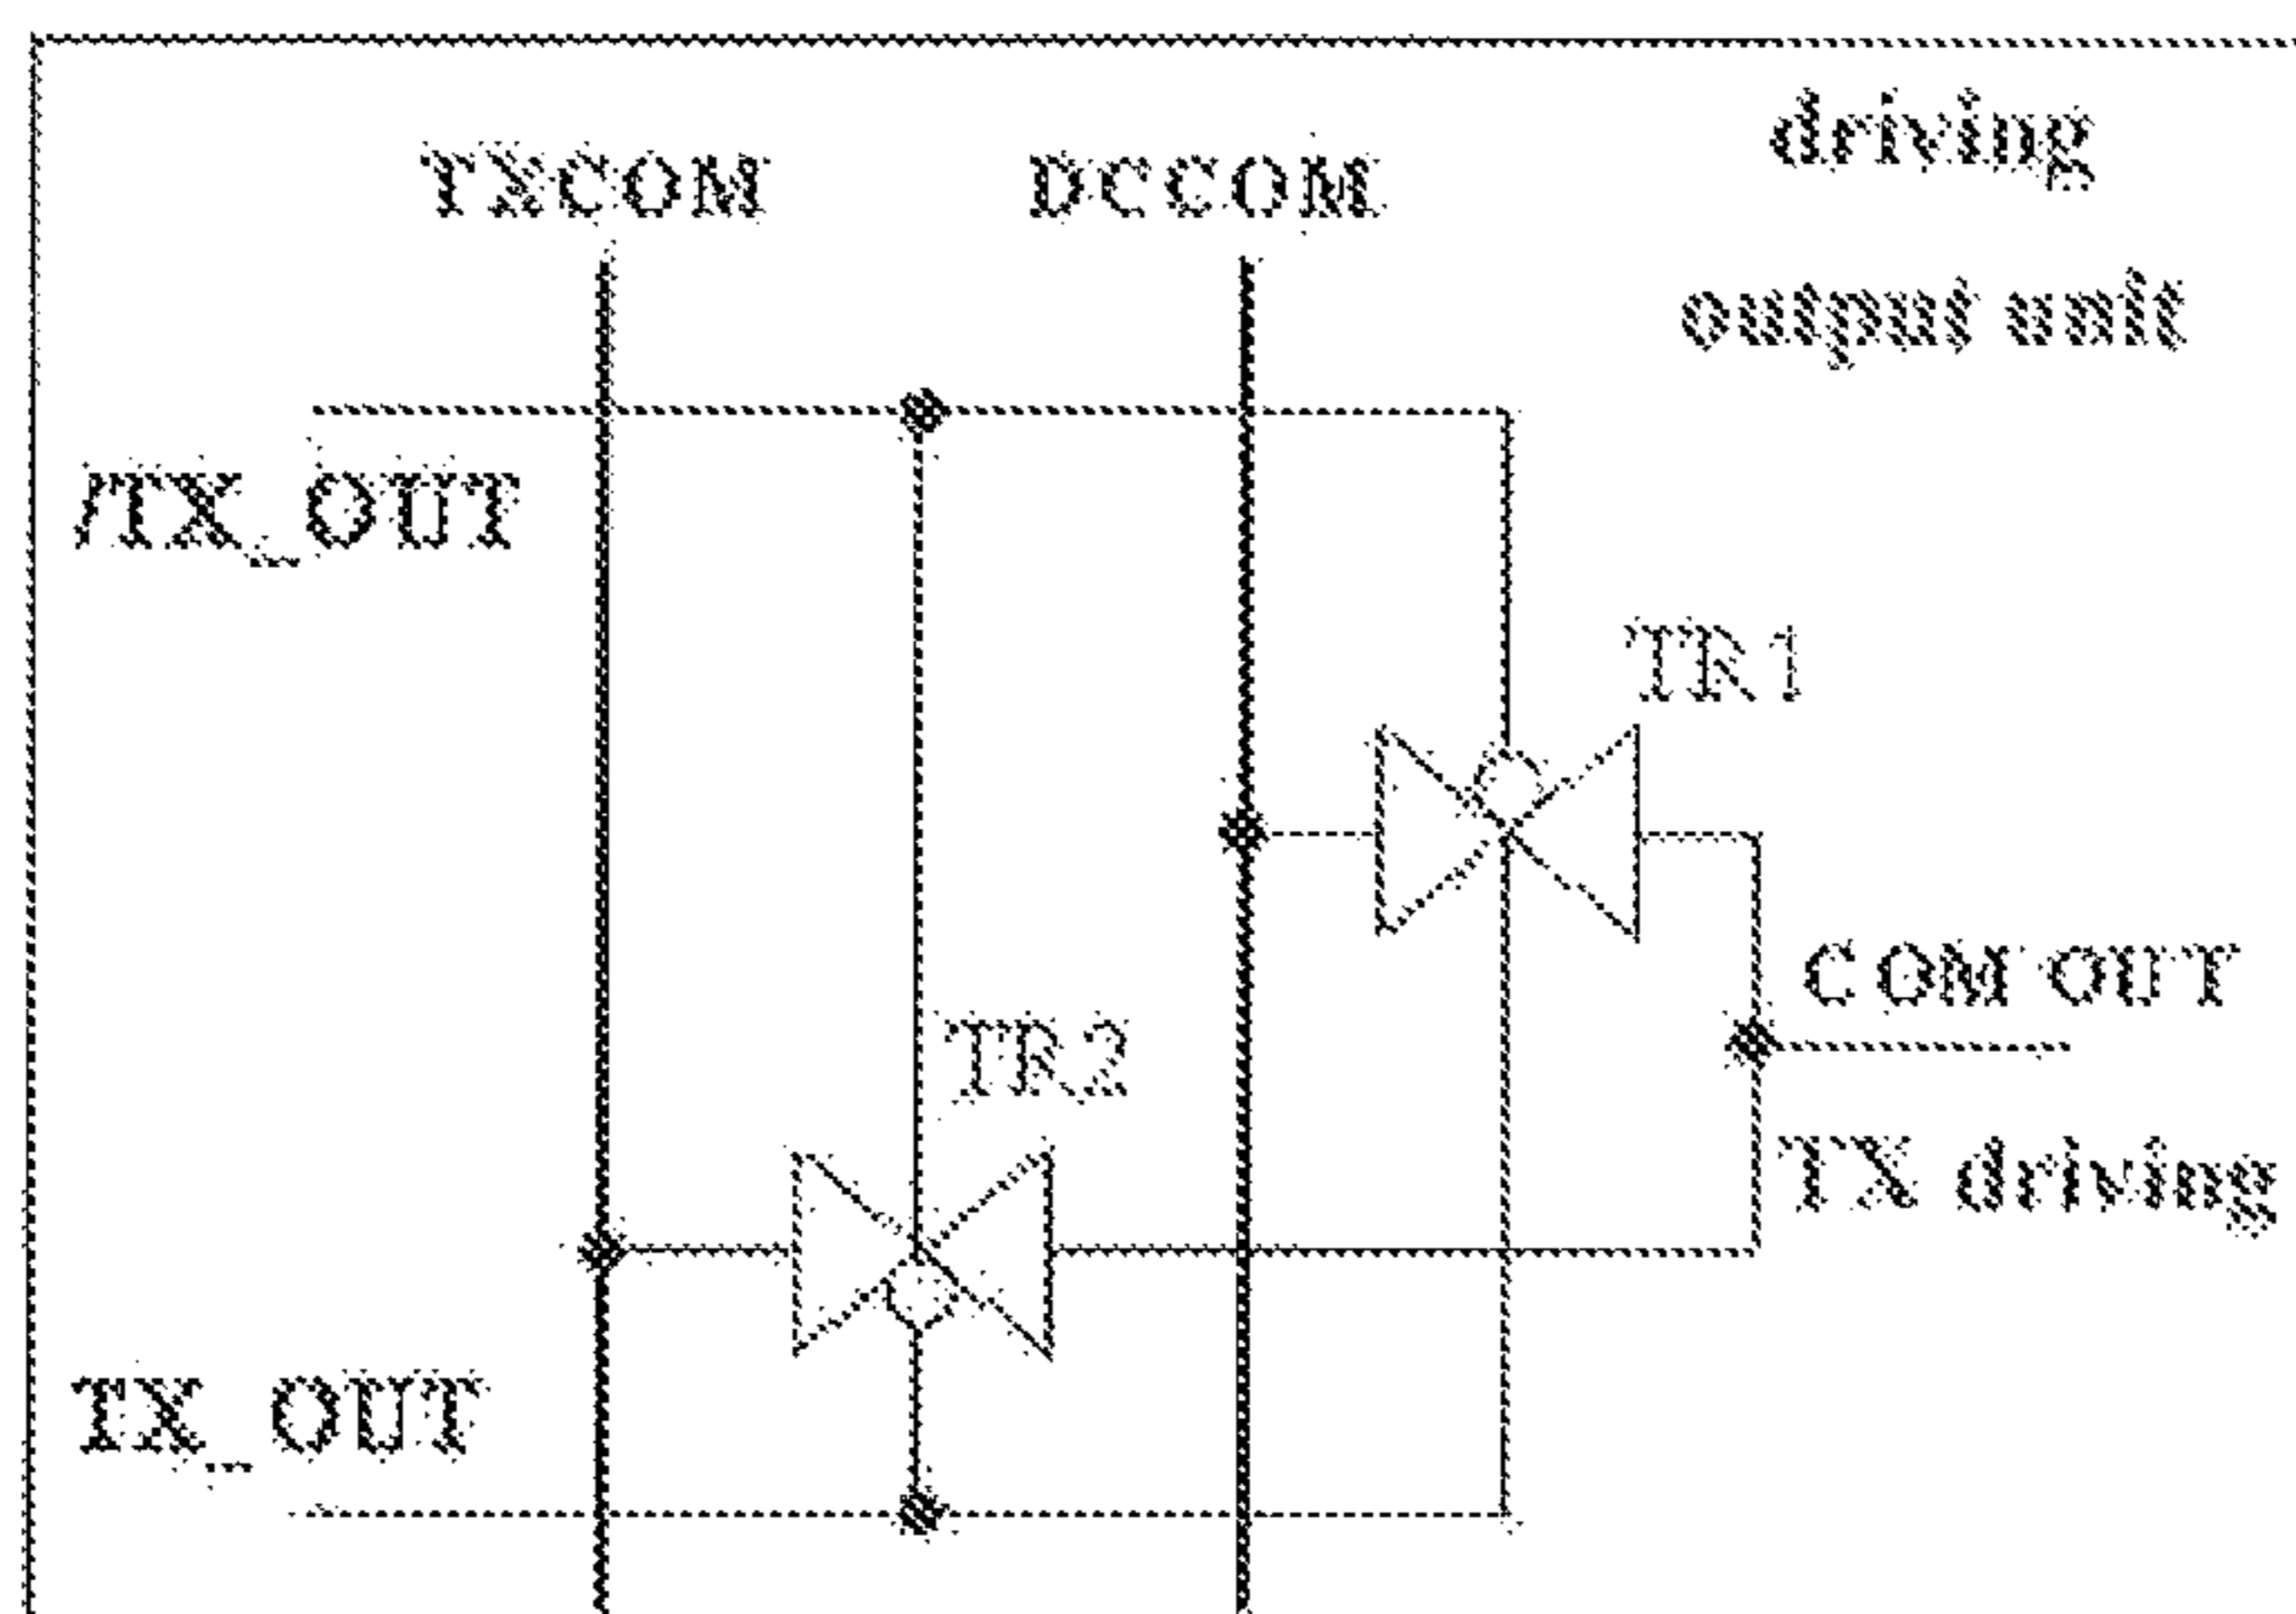 driving
TXCOM DCCOM
output unit
/TX_OUT
TR1
COM OUT
TR2
TX driving
TX_OUT